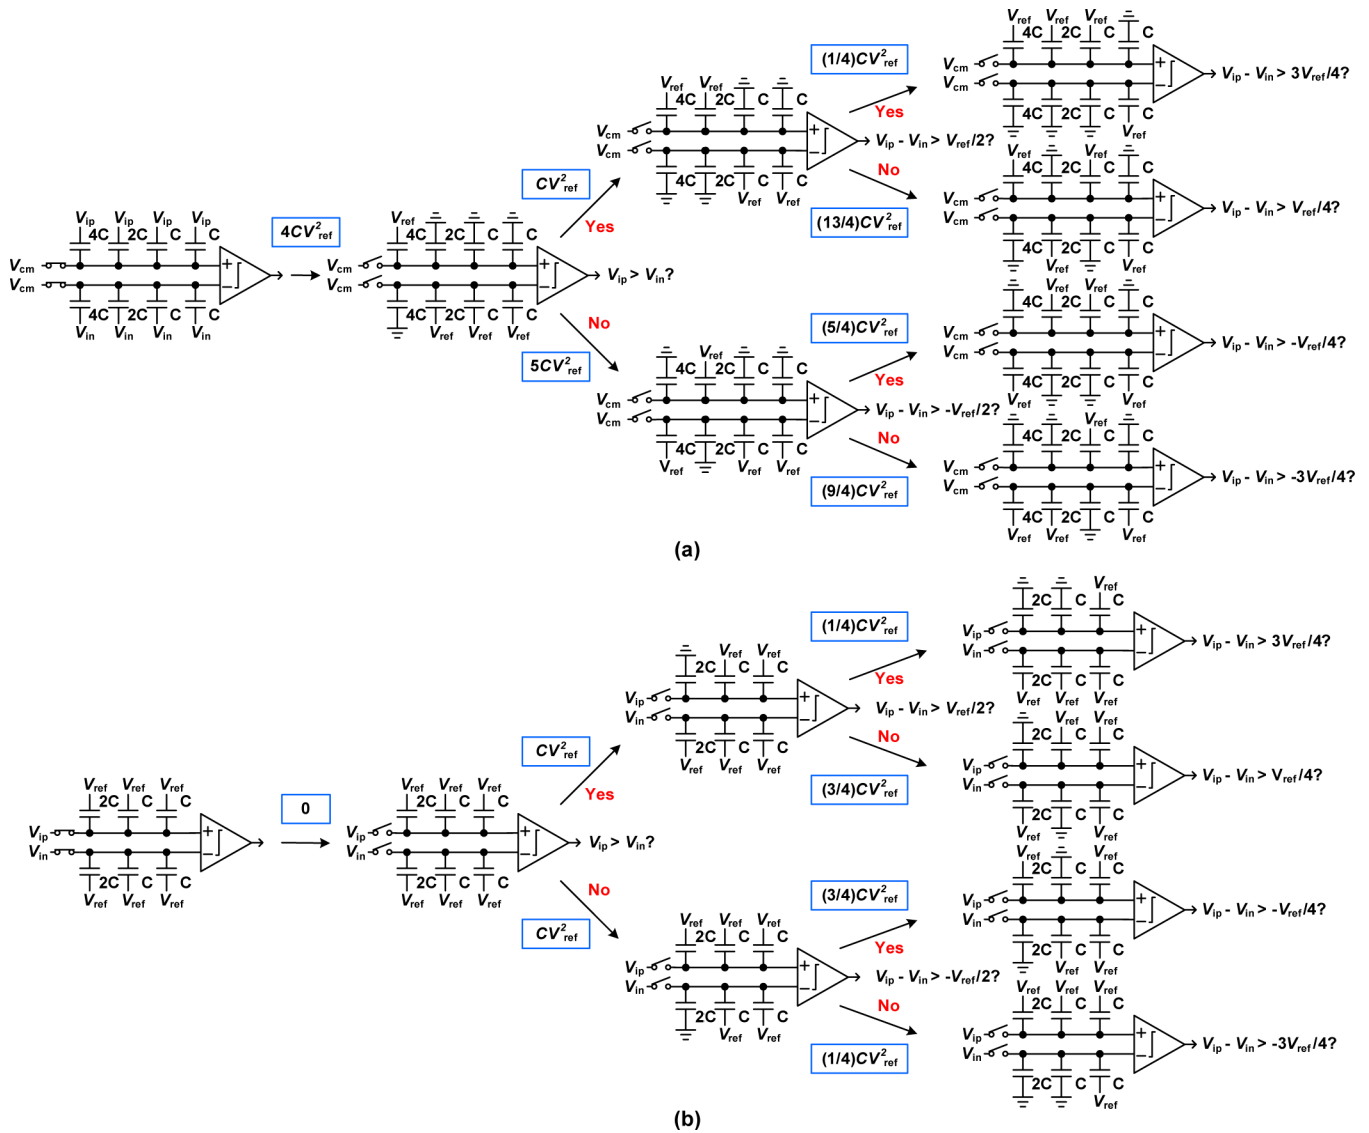 Vref Vref Vref
4C 2C C C
(1/4)CV²ref
Vcm
Vcm
Yes
Vip - Vin > 3Vref/4?
4C 2C C C
Vref
Vref Vref
4C 2C C C
Vcm
Vcm
Vip - Vin > Vref/2?
4C 2C C C
Vref Vref
CV²ref
Yes
No
(13/4)CV²ref
Vref Vref
4C 2C C C
Vcm
Vcm
Vip - Vin > Vref/4?
4C 2C C C
Vref Vref
Vip Vip Vip Vip
4C 2C C C
Vcm
Vcm
4C 2C C C
Vin Vin Vin Vin
4CV²ref
Vref
4C 2C C C
Vcm
Vcm
Vip > Vin?
4C 2C C C
Vref Vref Vref
No
5CV²ref
(5/4)CV²ref
Yes
Vref
4C 2C C C
Vcm
Vcm
Vip - Vin > -Vref/4?
4C 2C C C
Vref Vref
Vref
4C 2C C C
Vcm
Vcm
Vip - Vin > -Vref/2?
4C 2C C C
Vref Vref Vref
No
(9/4)CV²ref
Vref Vref
4C 2C C C
Vcm
Vcm
Vip - Vin > -3Vref/4?
4C 2C C C
Vref Vref Vref
(a)
Vref
2C C C
(1/4)CV²ref
Vip
Vin
Yes
Vip - Vin > 3Vref/4?
2C C C
Vref Vref Vref
Vref Vref
2C C C
Vip
Vin
Vip - Vin > Vref/2?
2C C C
Vref Vref Vref
CV²ref
Yes
No
(3/4)CV²ref
Vref Vref
2C C C
Vip
Vin
Vip - Vin > Vref/4?
2C C C
Vref Vref
Vref Vref Vref
2C C C
Vip
Vin
2C C C
Vref Vref Vref
0
Vref Vref Vref
2C C C
Vip
Vin
Vip > Vin?
2C C C
Vref Vref Vref
No
CV²ref
(3/4)CV²ref
Yes
Vref Vref
2C C C
Vip
Vin
Vip - Vin > -Vref/4?
2C C C
Vref Vref
Vref Vref Vref
2C C C
Vip
Vin
Vip - Vin > -Vref/2?
2C C C
Vref Vref
No
(1/4)CV²ref
Vref Vref Vref
2C C C
Vip
Vin
Vip - Vin > -3Vref/4?
2C C C
Vref
(b)